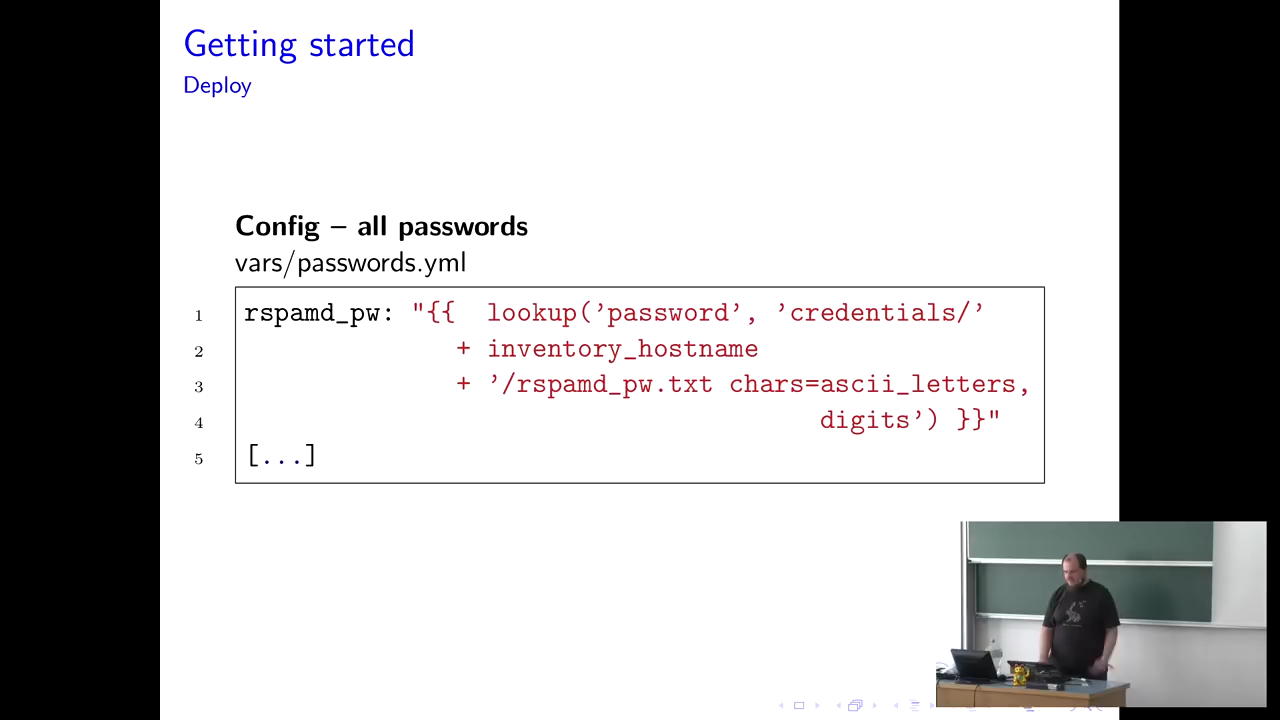 Getting started
Deploy
Config – all passwords
vars/passwords.yml
1 rspamd_pw: "{{  lookup('password', 'credentials/'
2 + inventory_hostname
3 + '/rspamd_pw.txt chars=ascii_letters,
4 digits') }}"
5 [...]